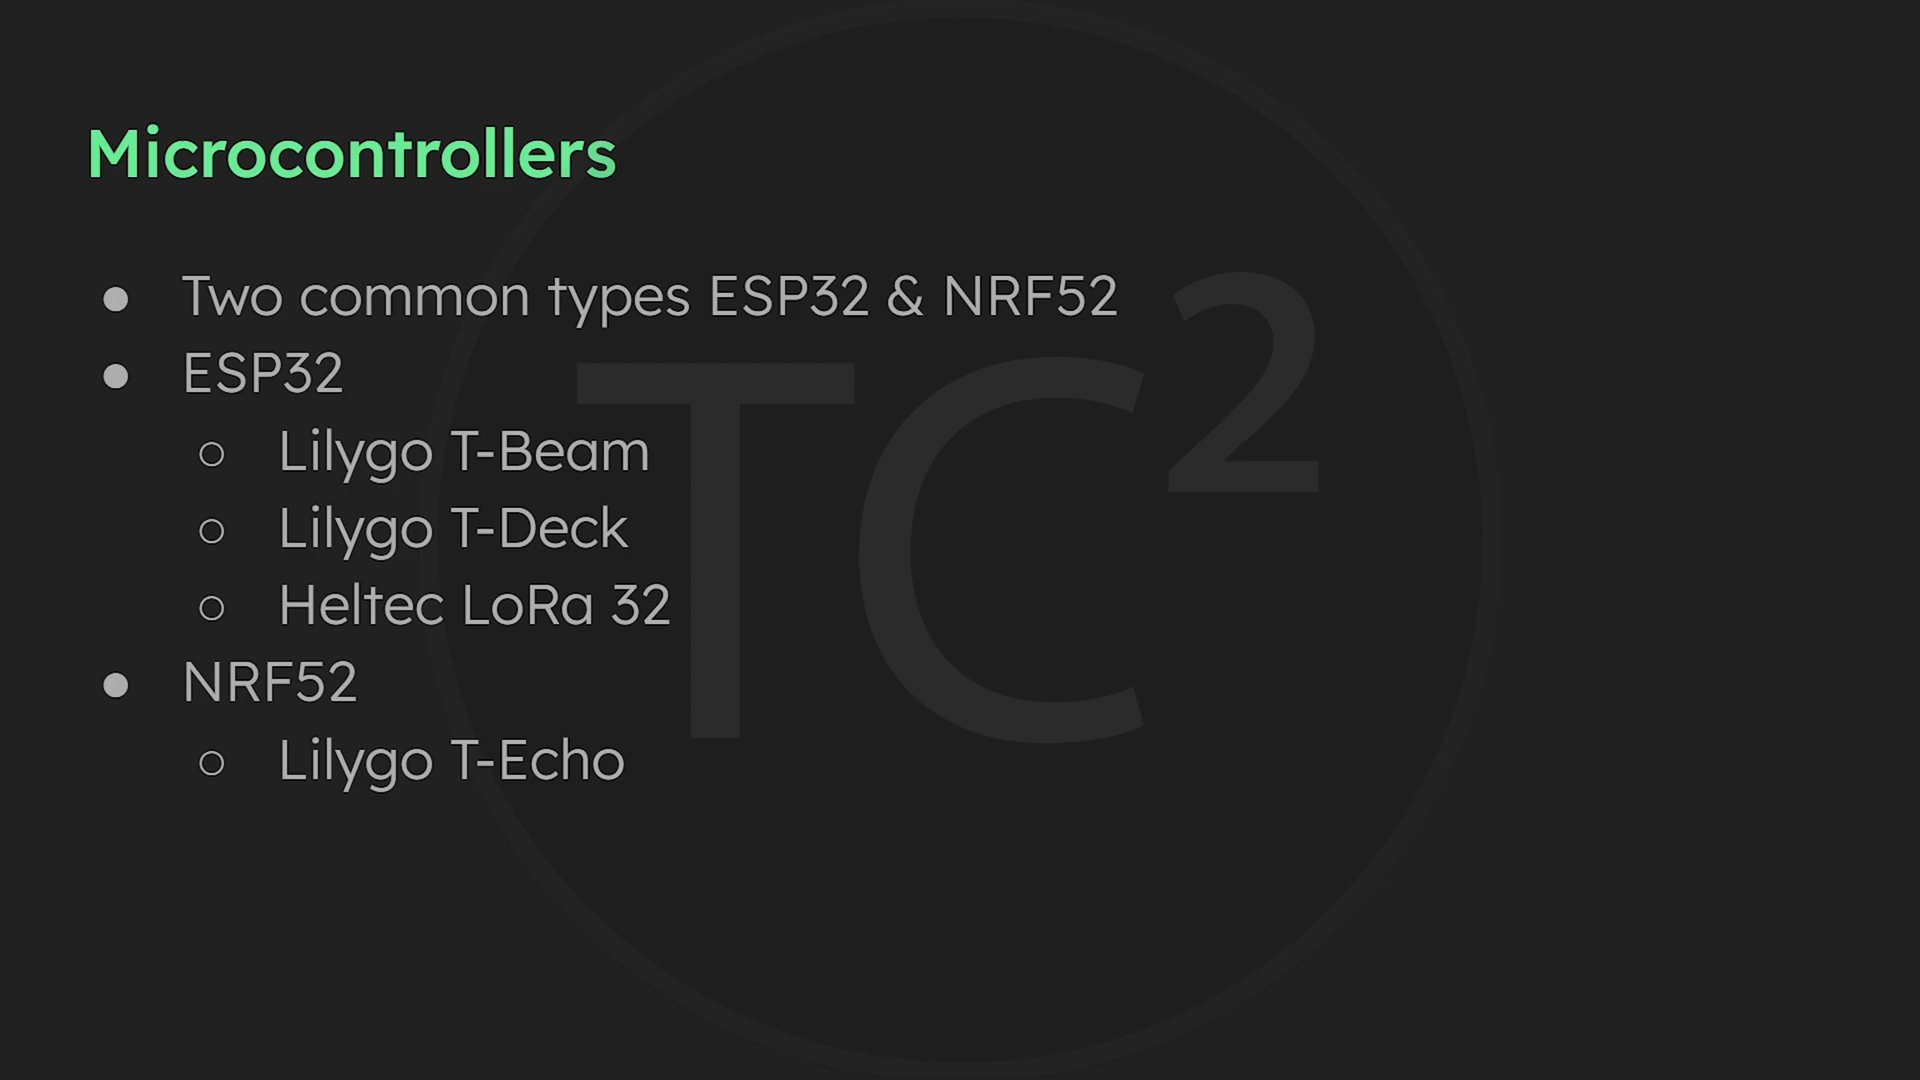 Microcontrollers
● Two common types ESP32 & NRF52
● ESP32
○ Lilygo T-Beam
○ Lilygo T-Deck
○ Heltec LoRa 32
● NRF52
○ Lilygo T-Echo
TC²